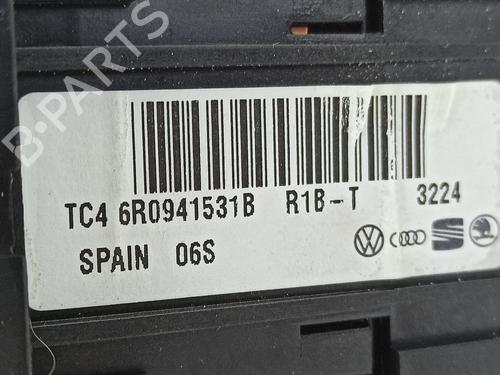 B-PARTS
TC4 6R0941531B R1B-T 3224
SPAIN 06S